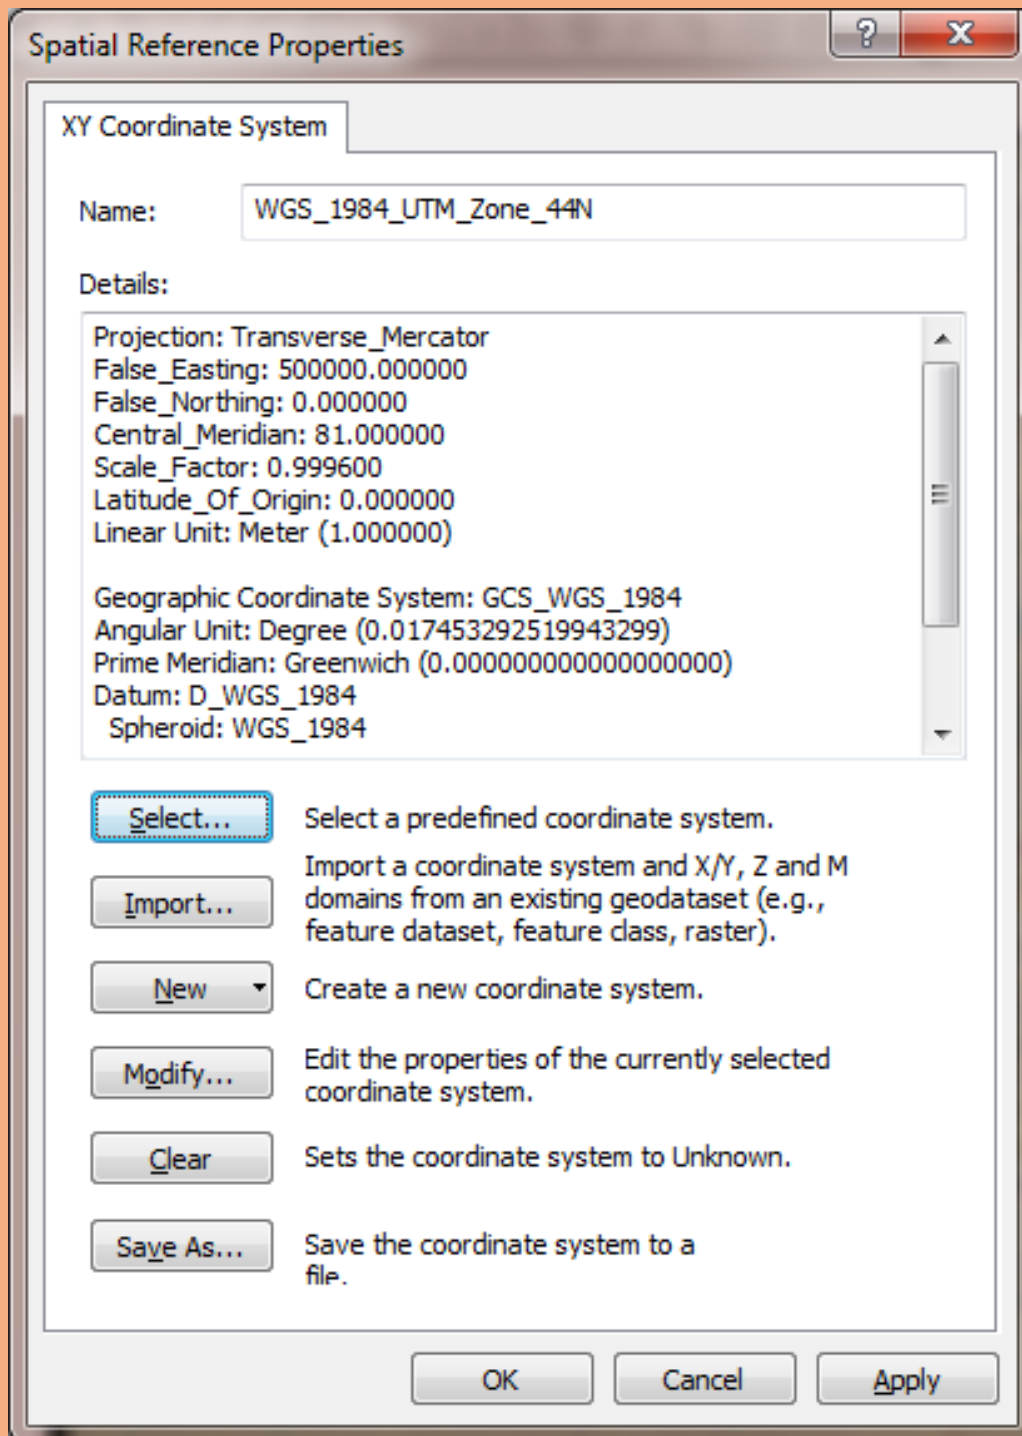 Spatial Reference Properties
?
XY Coordinate System
Name: WGS_1984_UTM_Zone_44N
Details:
Projection: Transverse_Mercator
False_Easting: 500000.000000
False_Northing: 0.000000
Central_Meridian: 81.000000
Scale_Factor: 0.999600
Latitude_Of_Origin: 0.000000
Linear Unit: Meter (1.000000)
Geographic Coordinate System: GCS_WGS_1984
Angular Unit: Degree (0.017453292519943299)
Prime Meridian: Greenwich (0.000000000000000000)
Datum: D_WGS_1984
Spheroid: WGS_1984
Select... Select a predefined coordinate system.
Import... Import a coordinate system and X/Y, Z and M
domains from an existing geodataset (e.g.,
feature dataset, feature class, raster).
New Create a new coordinate system.
Modify... Edit the properties of the currently selected
coordinate system.
Clear Sets the coordinate system to Unknown.
Save As... Save the coordinate system to a
file.
OK Cancel Apply